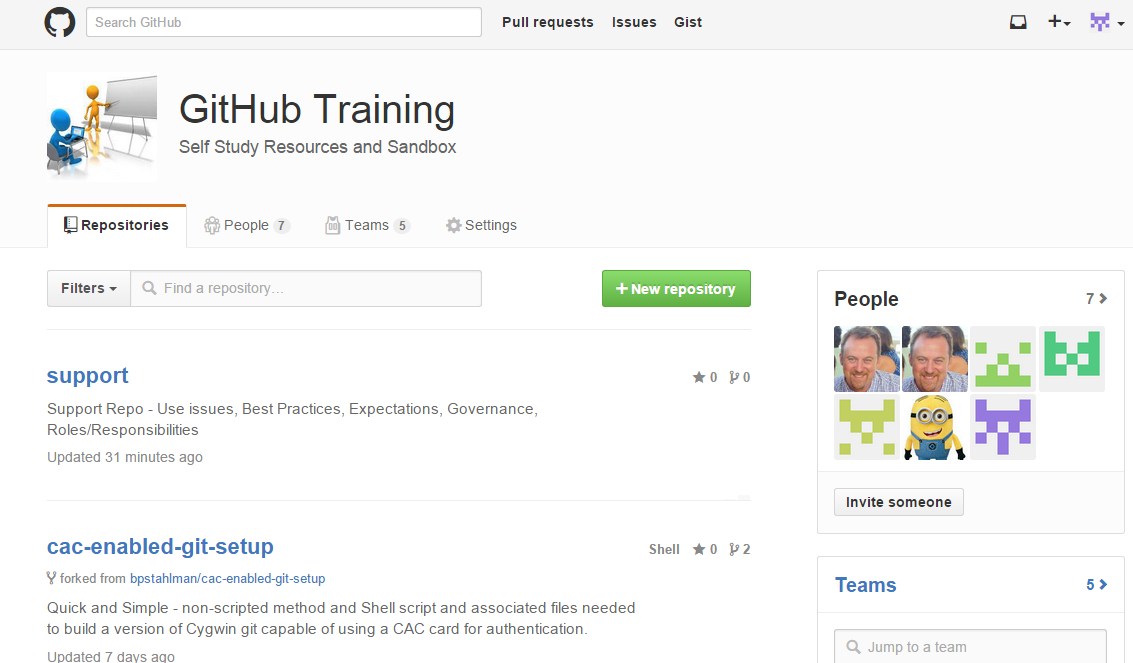 Search GitHub
Pull requests Issues Gist
GitHub Training
Self Study Resources and Sandbox
Repositories People 7 Teams 5 Settings
Filters Find a repository… New repository
support 0 0
Support Repo - Use issues, Best Practices, Expectations, Governance,
Roles/Responsibilities
Updated 31 minutes ago
cac-enabled-git-setup Shell 0 2
forked from bpstahlman/cac-enabled-git-setup
Quick and Simple - non-scripted method and Shell script and associated files needed
to build a version of Cygwin git capable of using a CAC card for authentication.
Updated 7 days ago
People 7
Invite someone
Teams 5
Jump to a team